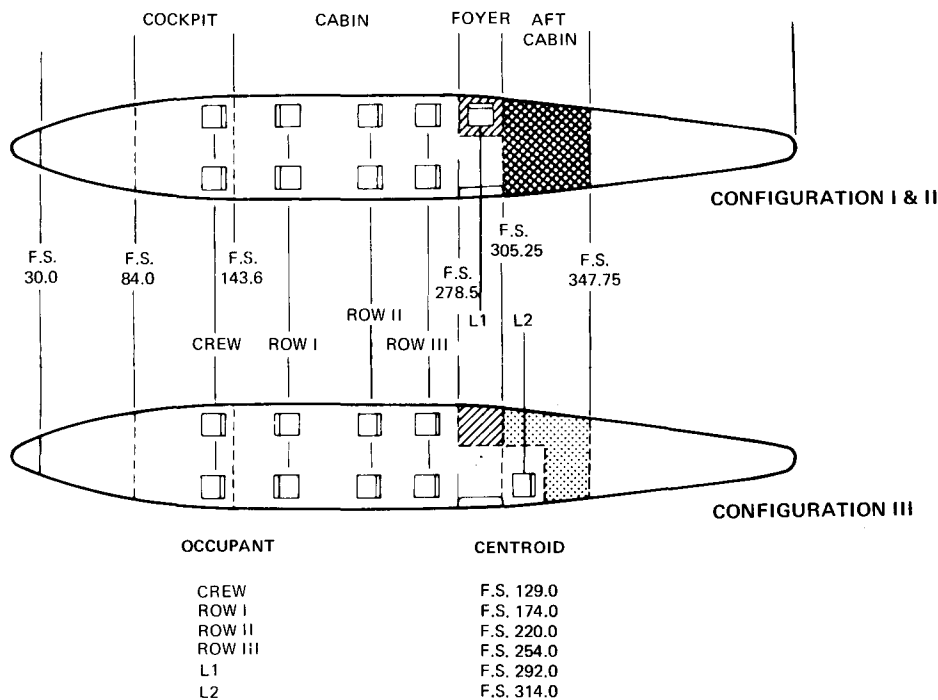 COCKPIT CABIN FOYER AFT CABIN
CONFIGURATION I & II
F.S. 30.0
F.S. 84.0
F.S. 143.6
F.S. 278.5
F.S. 305.25
F.S. 347.75
CREW
ROW I
ROW II
ROW III
L1
L2
CONFIGURATION III
OCCUPANT CENTROID
CREW F.S. 129.0
ROW I F.S. 174.0
ROW II F.S. 220.0
ROW III F.S. 254.0
L1 F.S. 292.0
L2 F.S. 314.0